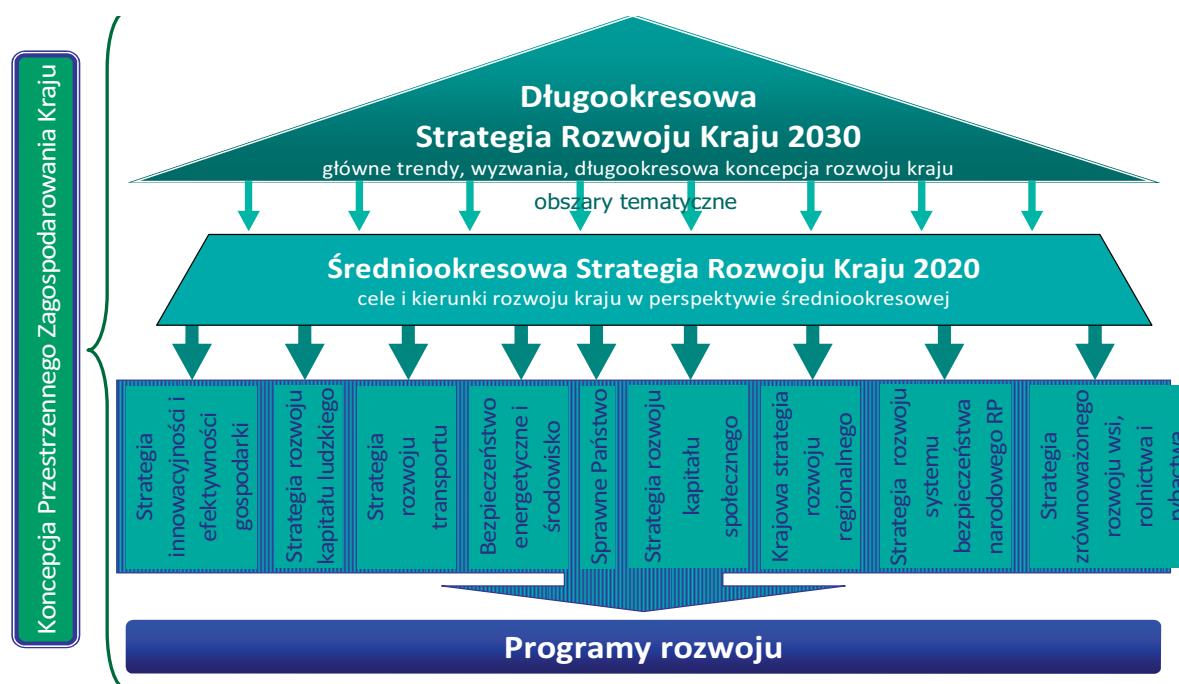 Koncepcja Przestrzennego Zagospodarowania Kraju
Długookresowa
Strategia Rozwoju Kraju 2030
główne trendy, wyzwania, długookresowa koncepcja rozwoju kraju
obszary tematyczne
Średniookresowa Strategia Rozwoju Kraju 2020
cele i kierunki rozwoju kraju w perspektywie średniookresowej
Strategia
innowacyjności i
efektywności
gospodarki
Strategia rozwoju
kapitału ludzkiego
Strategia
rozwoju
transportu
Bezpieczeństwo
energetyczne i
środowisko
Sprawne Państwo
Strategia rozwoju
kapitału
społecznego
Krajowa strategia
rozwoju
regionalnego
Strategia rozwoju
systemu
bezpieczeństwa
narodowego RP
Strategia
zrównoważonego
rozwoju wsi,
rolnictwa i
rybactwa
Programy rozwoju